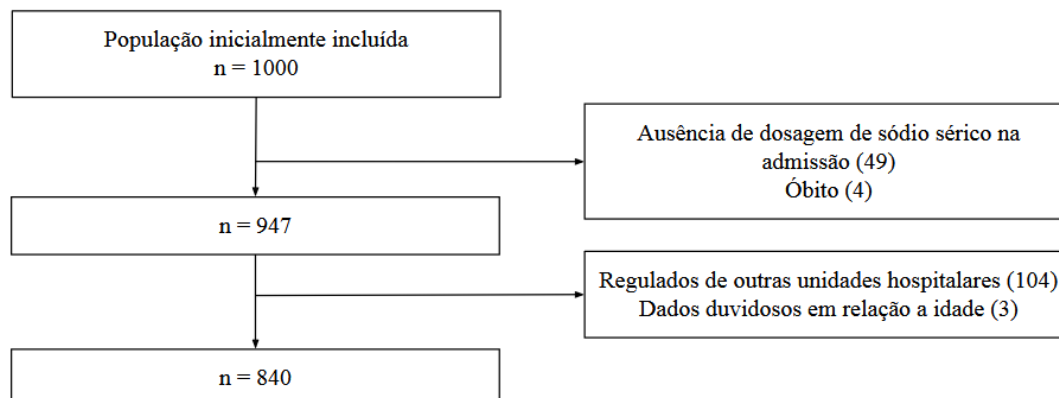 População inicialmente incluída
n = 1000
Ausência de dosagem de sódio sérico na
admissão (49)
Óbito (4)
n = 947
Regulados de outras unidades hospitalares (104)
Dados duvidosos em relação a idade (3)
n = 840